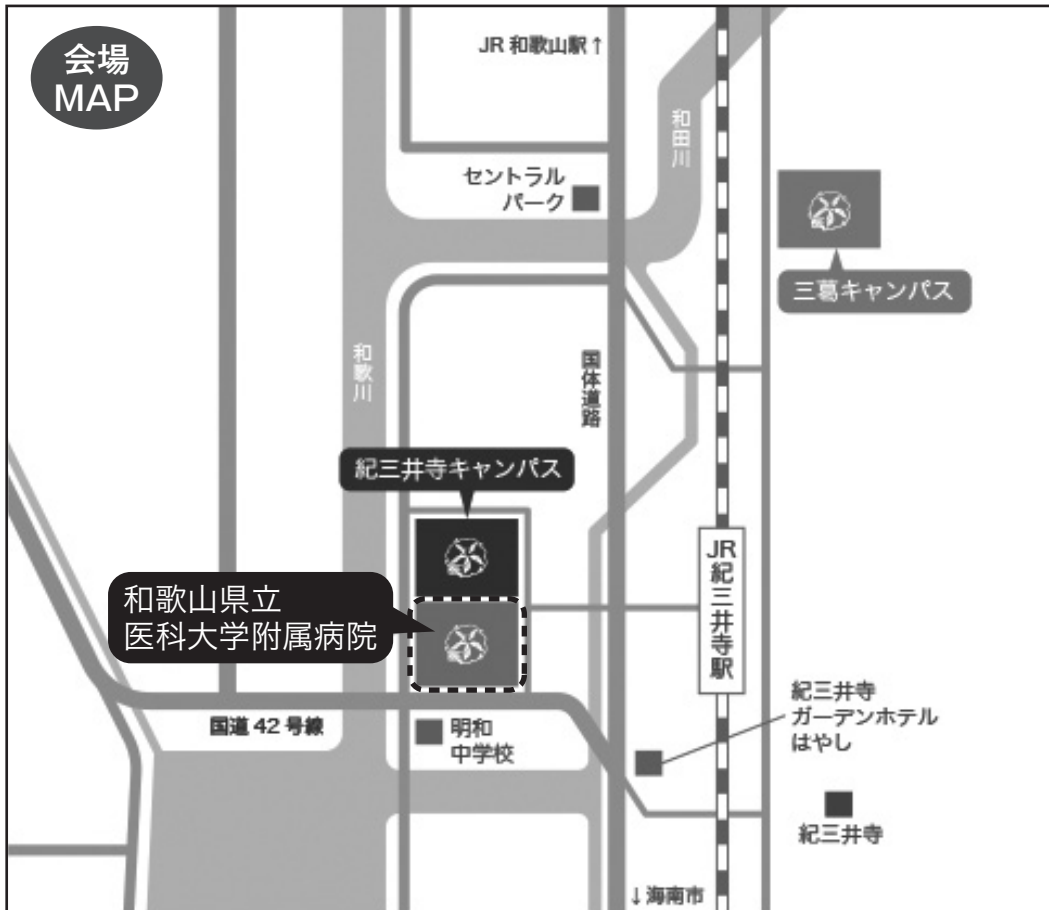 会場
MAP
JR 和歌山駅↑
和田川
セントラル
パーク
三葛キャンパス
和歌川
国体道路
紀三井寺キャンパス
和歌山県立
医科大学附属病院
JR紀三井寺駅
紀三井寺
ガーデンホテル
はやし
国道 42 号線
明和
中学校
紀三井寺
↓海南市